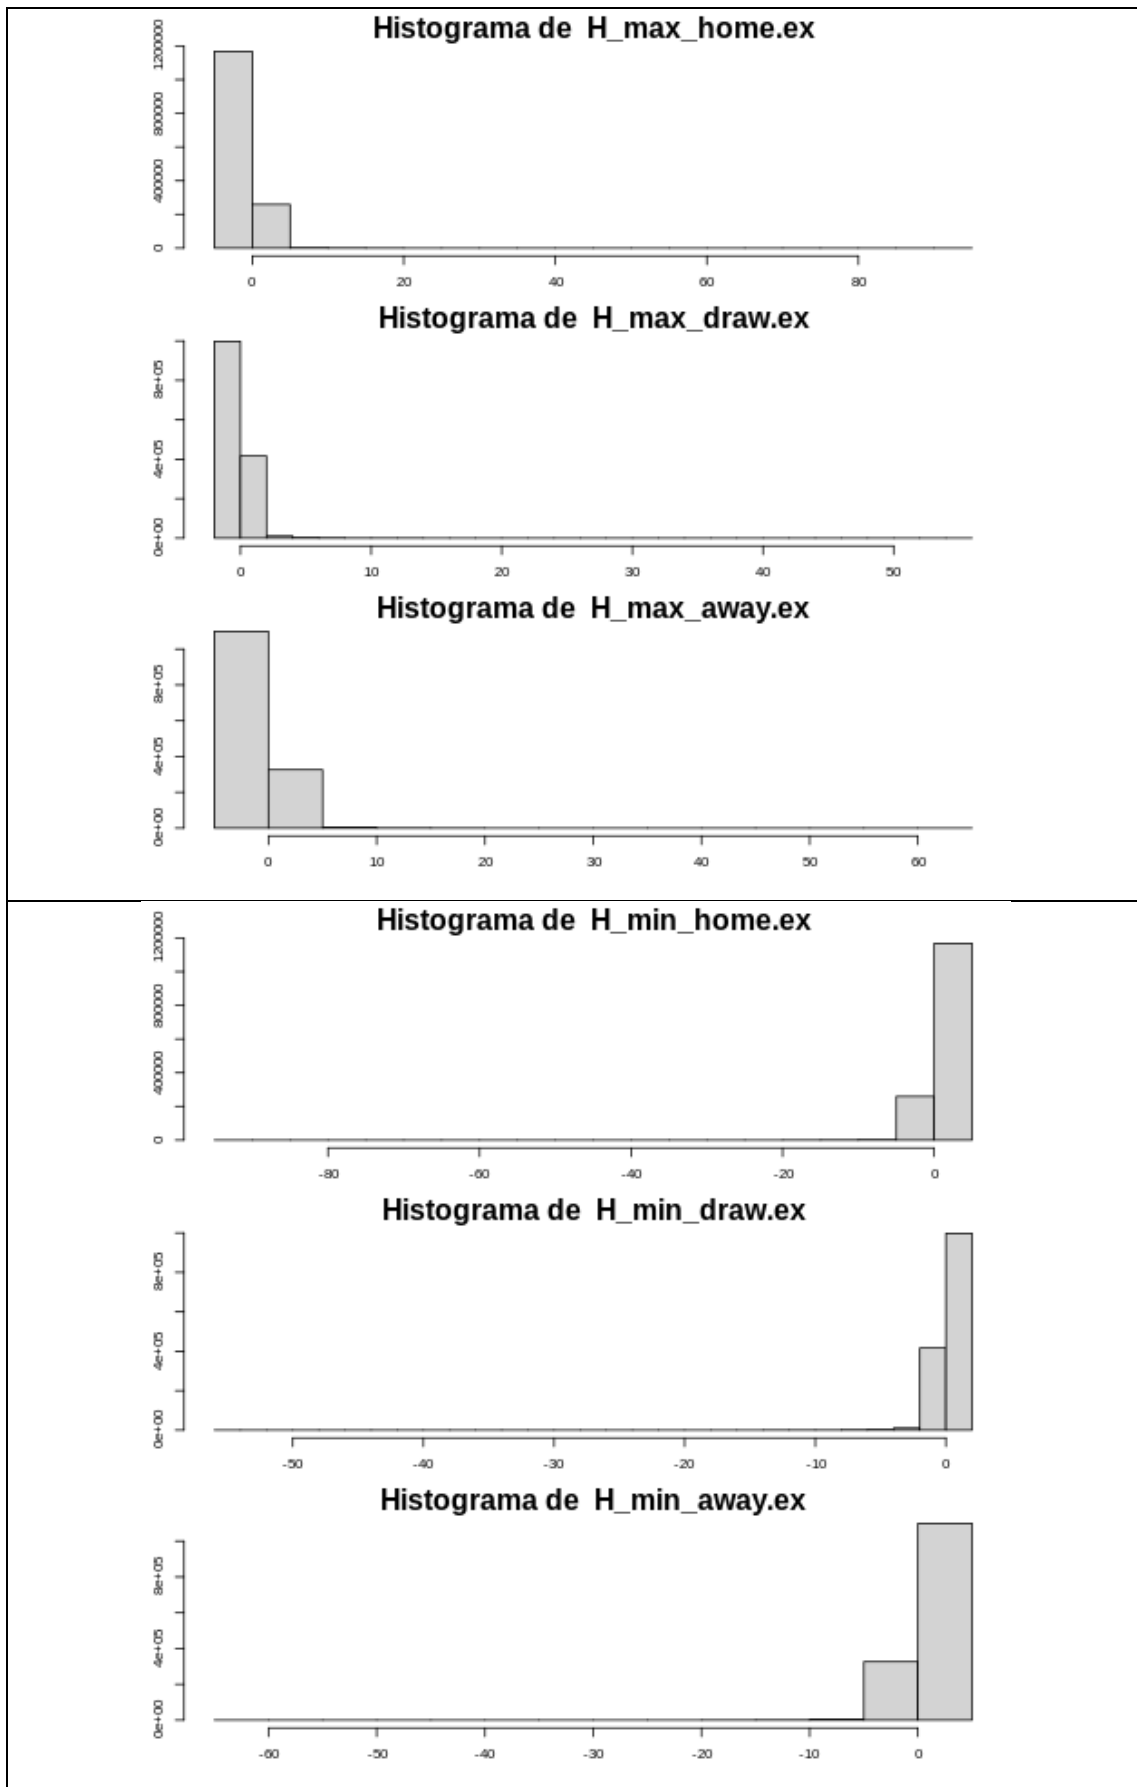 Histograma de  H_max_home.ex
1200000
800000
400000
0
0 20 40 60 80
Histograma de  H_max_draw.ex
8e+05
4e+05
0e+00
0 10 20 30 40 50
Histograma de  H_max_away.ex
8e+05
4e+05
0e+00
0 10 20 30 40 50 60
Histograma de  H_min_home.ex
1200000
800000
400000
0
-80 -60 -40 -20 0
Histograma de  H_min_draw.ex
8e+05
4e+05
0e+00
-50 -40 -30 -20 -10 0
Histograma de  H_min_away.ex
8e+05
4e+05
0e+00
-60 -50 -40 -30 -20 -10 0